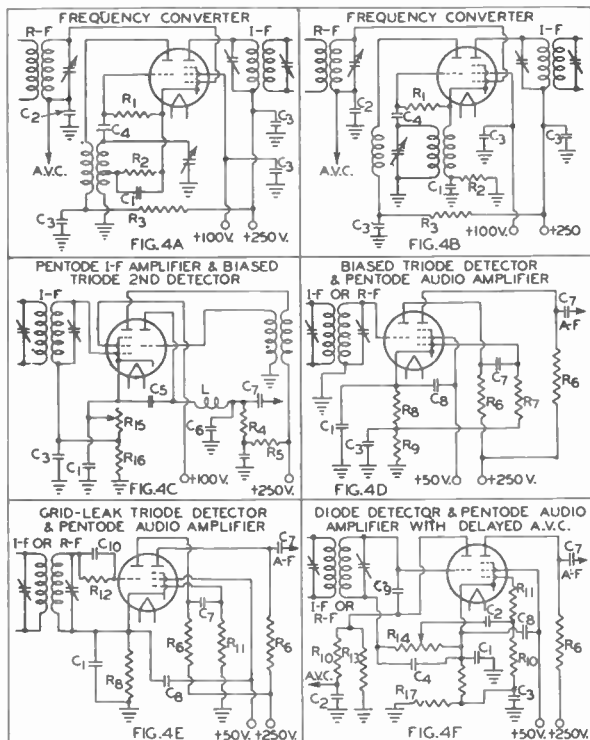 FREQUENCY CONVERTER
R-F
I-F
R1
C4
C2
A.V.C.
R2
C1
R3
C3
C3
C3
+100V.
+250V.
FIG.4A
FREQUENCY CONVERTER
R-F
I-F
R1
C4
C2
A.V.C.
C3
C3
C1
R2
R3
C3
+100V.
+250
FIG.4B
PENTODE I-F AMPLIFIER & BIASED
TRIODE 2ND DETECTOR
I-F
C5
L
C7
R15
C6
R4
R5
C3
C1
R16
+100V.
+250V.
FIG.4C
BIASED TRIODE DETECTOR
& PENTODE AUDIO AMPLIFIER
I-F OR R-F
C7
A-F
R6
C7
C8
R6
R7
R8
C1
C3
R9
+50V.
+250V.
FIG.4D
GRID-LEAK TRIODE DETECTOR
& PENTODE AUDIO AMPLIFIER
I-F OR R-F
C10
R12
C7
A-F
C7
R6
R11
R6
C1
R8
C8
+50V.
+250V.
FIG.4E
DIODE DETECTOR & PENTODE AUDIO
AMPLIFIER WITH DELAYED A.V.C.
I-F OR
R-F
C9
C7
A-F
R11
C2
C8
R14
R6
R10
R13
C4
C1
R10
A.V.C.
C2
R17
C3
+50V.
+250V.
FIG.4F